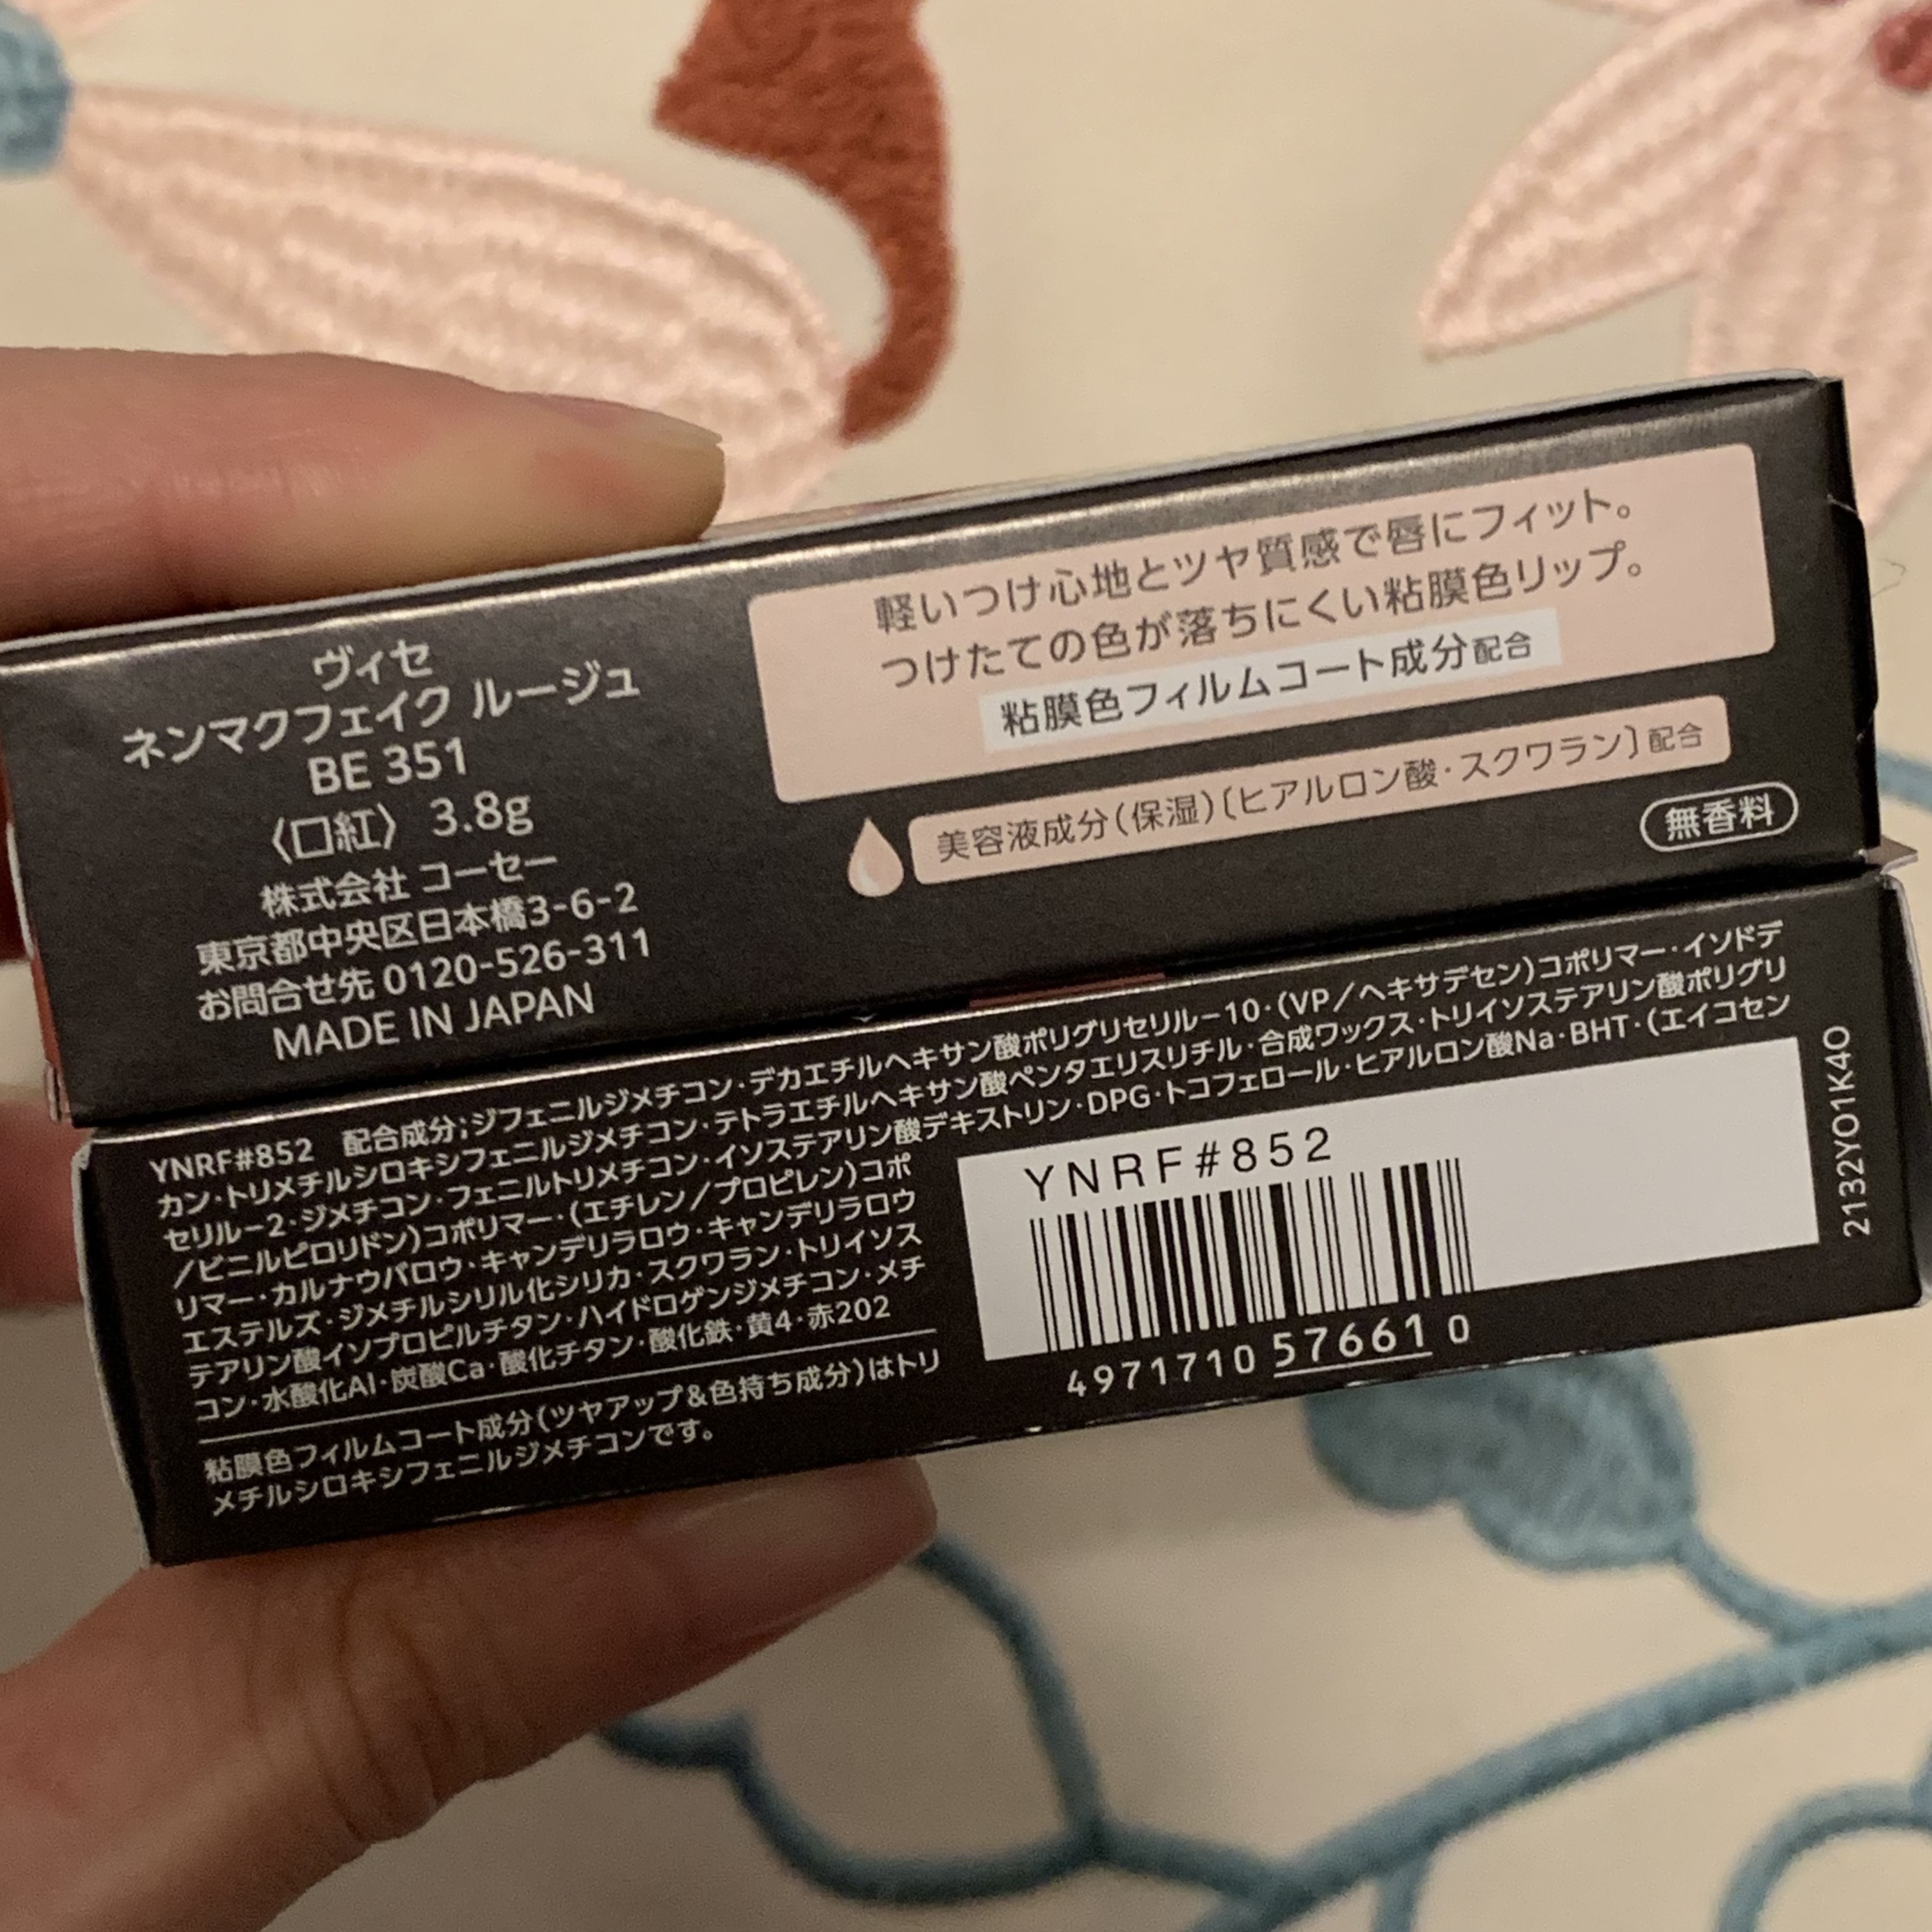 ヴィセ
ネンマクフェイク ルージュ
BE 351
〈口紅〉 3.8g
株式会社 コーセー
東京都中央区日本橋3-6-2
お問合せ先 0120-526-311
MADE IN JAPAN
軽いつけ心地とツヤ質感で唇にフィット。
つけたての色が落ちにくい粘膜色リップ。
粘膜色フィルムコート成分配合
美容液成分(保湿)〔ヒアルロン酸・スクワラン〕配合
無香料
YNRF#852 配合成分;ジフェニルジメチコン・デカエチルヘキサン酸ポリグリセリル-10・(VP/ヘキサデセン)コポリマー・イソドデ
カン・トリメチルシロキシフェニルジメチコン・テトラエチルヘキサン酸ペンタエリスリチル・合成ワックス・トリイソステアリン酸ポリグリ
セリル-2・ジメチコン・フェニルトリメチコン・イソステアリン酸デキストリン・DPG・トコフェロール・ヒアルロン酸Na・BHT・(エイコセン
/ビニルピロリドン)コポリマー・(エチレン/プロピレン)コポ
リマー・カルナウバロウ・キャンデリラロウ・キャンデリラロウ
エステルズ・ジメチルシリル化シリカ・スクワラン・トリイソス
テアリン酸イソプロピルチタン・ハイドロゲンジメチコン・メチ
コン・水酸化Al・炭酸Ca・酸化チタン・酸化鉄・黄4・赤202
粘膜色フィルムコート成分(ツヤアップ&色持ち成分)はトリ
メチルシロキシフェニルジメチコンです。
YNRF#852
4971710 57661 0
2132YO1K4O